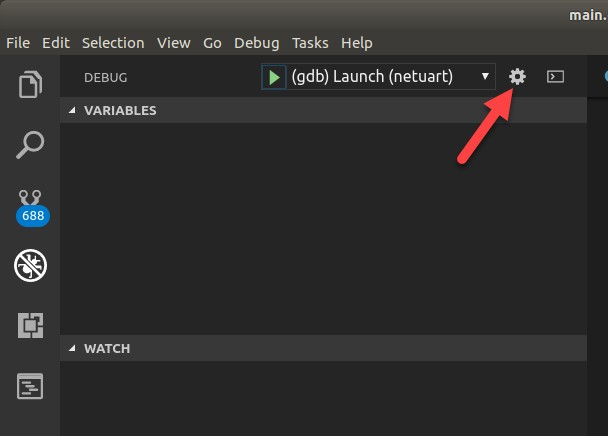 main.
File Edit Selection View Go Debug Tasks Help
DEBUG (gdb) Launch (netuart)
VARIABLES
688
WATCH